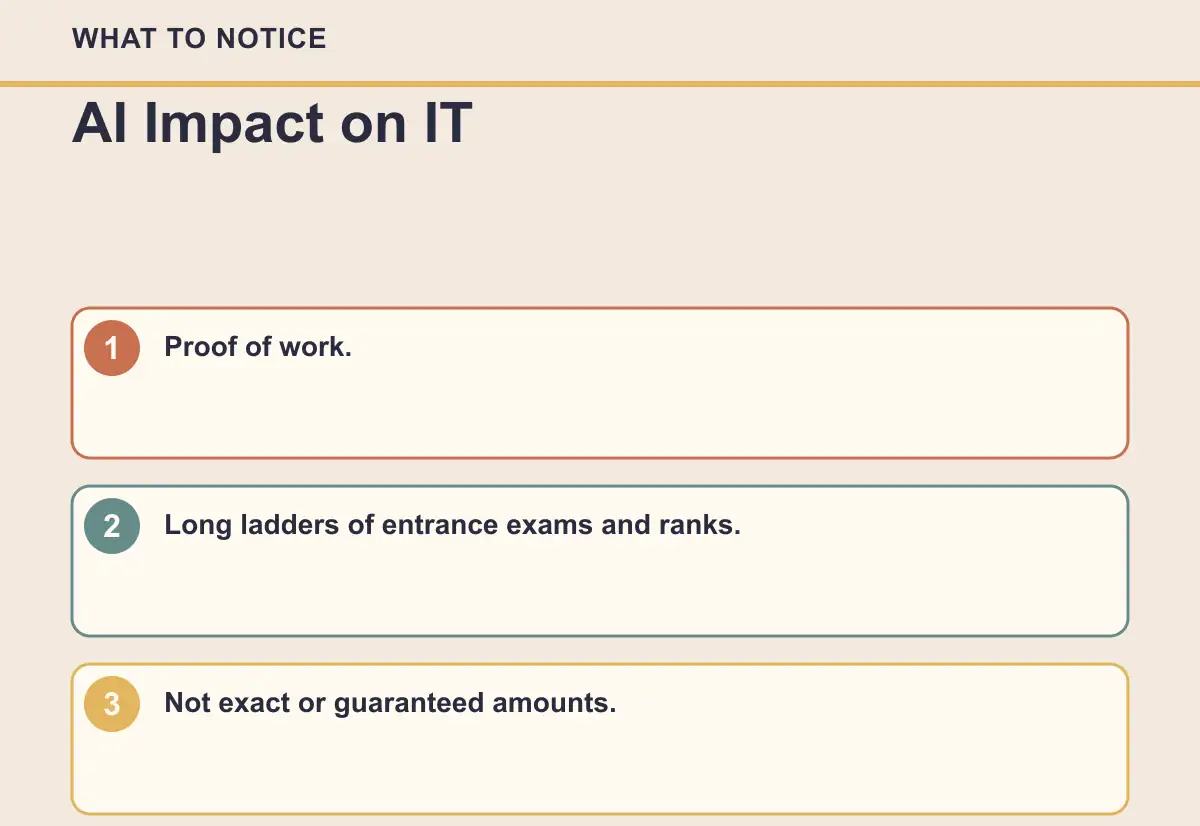 WHAT TO NOTICE
AI Impact on IT
1 Proof of work.
2 Long ladders of entrance exams and ranks.
3 Not exact or guaranteed amounts.